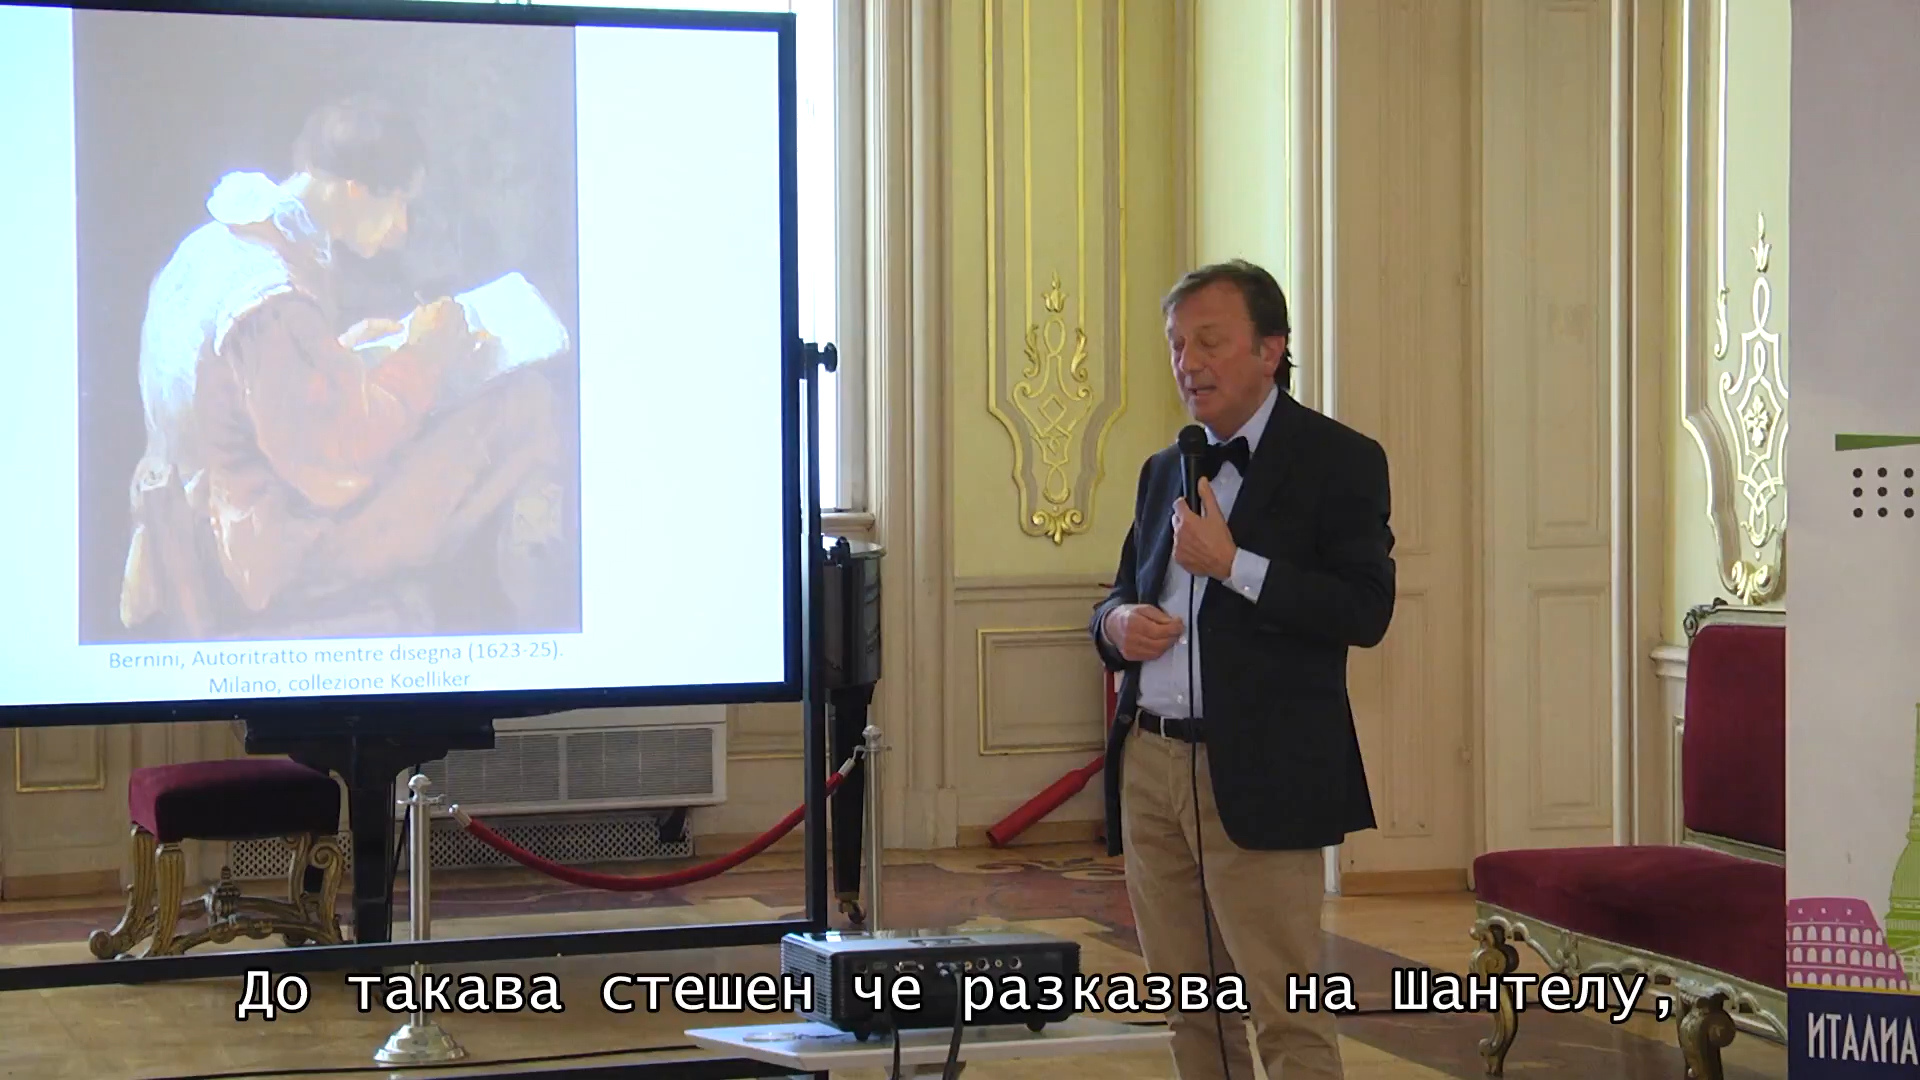 Bernini, Autoritratto mentre disegna (1623-25).
Milano, collezione Koelliker
До такава стешен че разказва на Шантелу,
ИТАЛИА